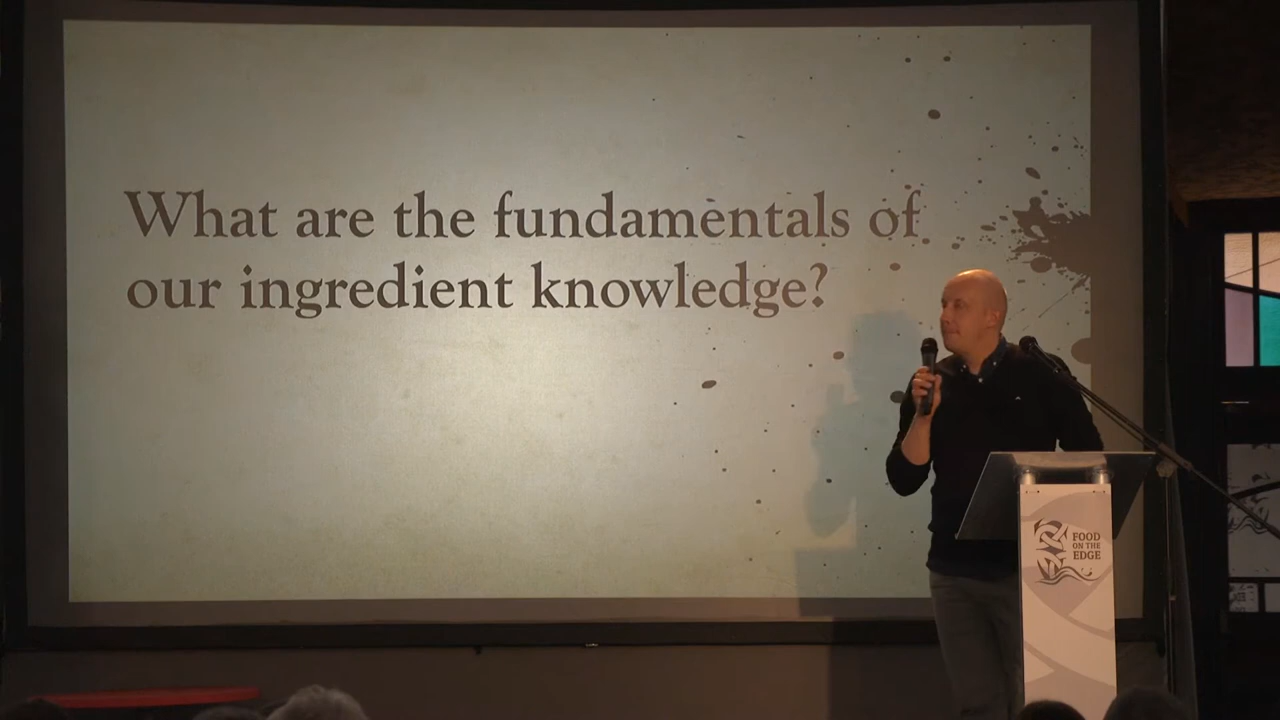 What are the fundamentals of
our ingredient knowledge?
FOOD
ON THE
EDGE